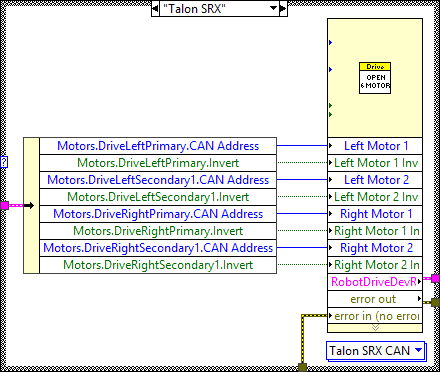 "Talon SRX"
Drive
OPEN
6 MOTOR
?
Motors.DriveLeftPrimary.CAN Address
Left Motor 1
Motors.DriveLeftPrimary.Invert
Left Motor 1 Inv
Motors.DriveLeftSecondary1.CAN Address
Left Motor 2
Motors.DriveLeftSecondary1.Invert
Left Motor 2 Inv
Motors.DriveRightPrimary.CAN Address
Right Motor 1
Motors.DriveRightPrimary.Invert
Right Motor 1 In
Motors.DriveRightSecondary1.CAN Address
Right Motor 2
Motors.DriveRightSecondary1.Invert
Right Motor 2 In
RobotDriveDevR
error out
error in (no error
Talon SRX CAN